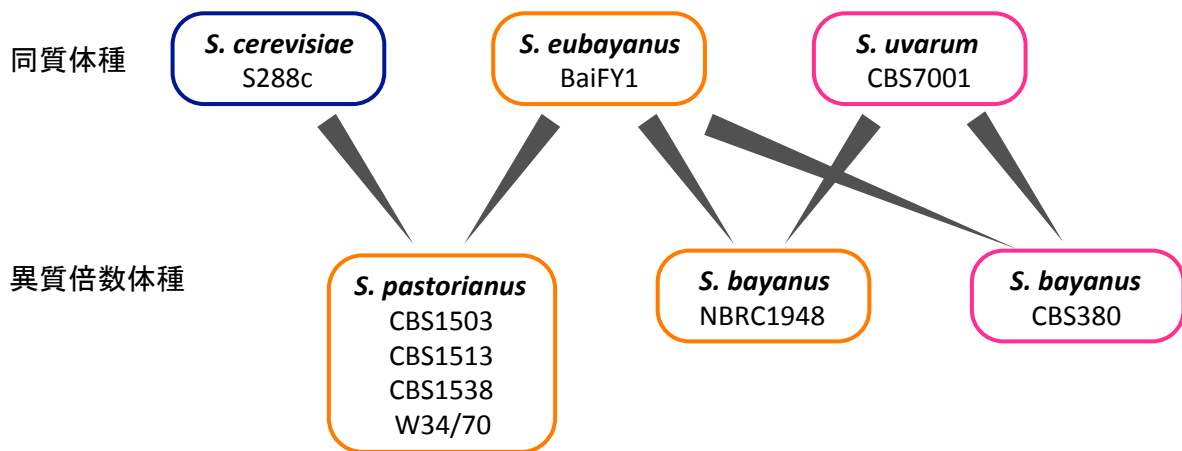 同質体種
S. cerevisiae
S288c
S. eubayanus
BaiFY1
S. uvarum
CBS7001
異質倍数体種
S. pastorianus
CBS1503
CBS1513
CBS1538
W34/70
S. bayanus
NBRC1948
S. bayanus
CBS380